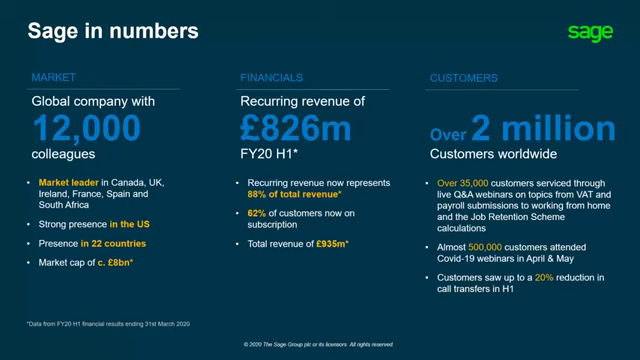 Sage in numbers
sage
MARKET
Global company with
12,000
colleagues
• Market leader in Canada, UK,
Ireland, France, Spain and
South Africa
• Strong presence in the US
• Presence in 22 countries
• Market cap of c. £8bn*
FINANCIALS
Recurring revenue of
£826m
FY20 H1*
• Recurring revenue now represents
88% of total revenue*
• 62% of customers now on
subscription
• Total revenue of £935m*
CUSTOMERS
Over 2 million
Customers worldwide
• Over 35,000 customers serviced through
live Q&A webinars on topics from VAT and
payroll submissions to working from home
and the Job Retention Scheme
calculations
• Almost 500,000 customers attended
Covid-19 webinars in April & May
• Customers saw up to a 20% reduction in
call transfers in H1
*Data from FY20 H1 financial results ending 31st March 2020
© 2020 The Sage Group plc or its licensors. All rights reserved.